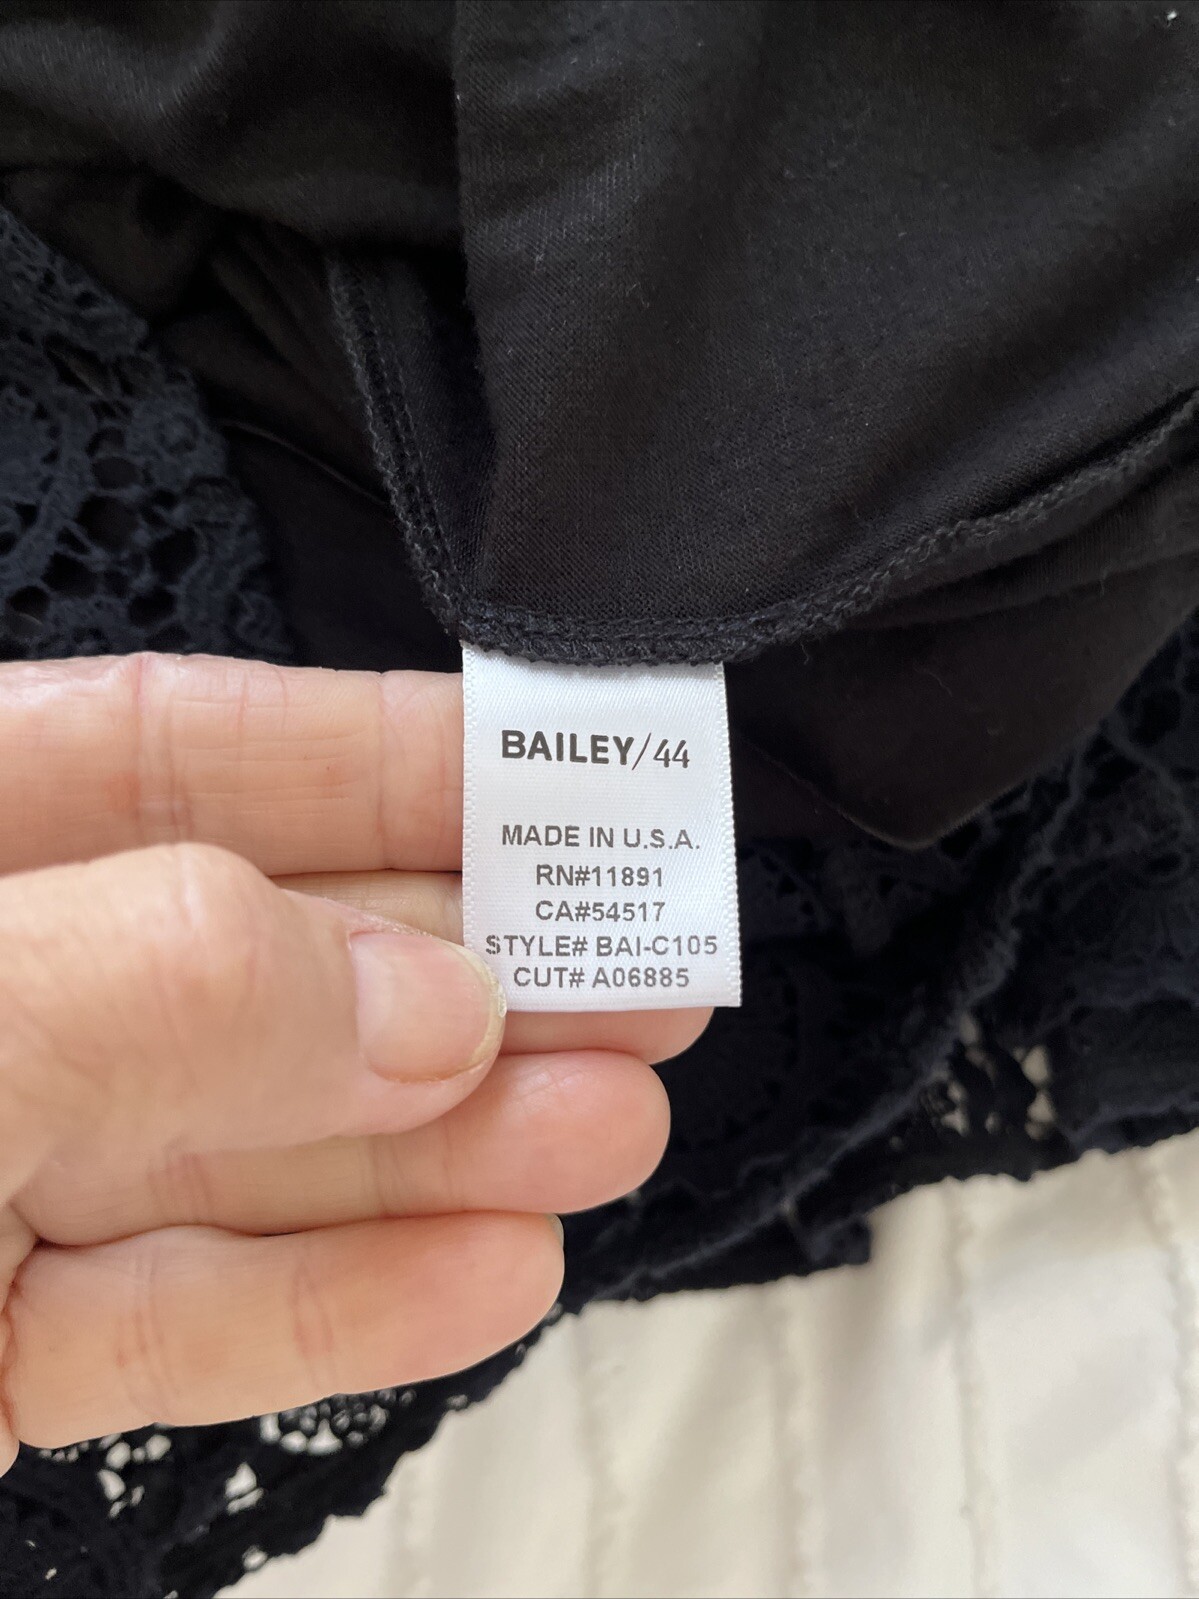 BAILEY/44
MADE IN U.S.A.
RN#11891
CA#54517
STYLE# BAI-C105
CUT# A06885